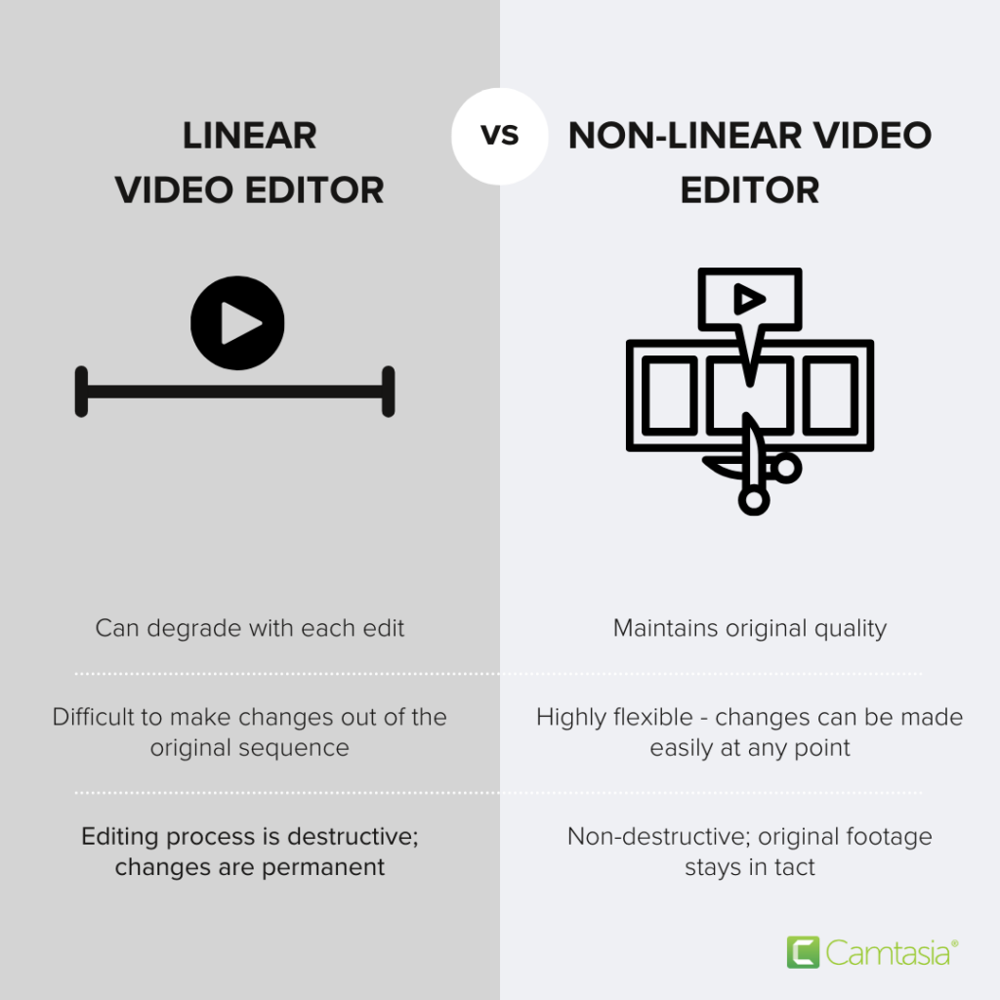 LINEAR
VIDEO EDITOR
VS
NON-LINEAR VIDEO
EDITOR
Can degrade with each edit
Maintains original quality
Difficult to make changes out of the
original sequence
Highly flexible - changes can be made
easily at any point
Editing process is destructive;
changes are permanent
Non-destructive; original footage
stays in tact
Camtasia®